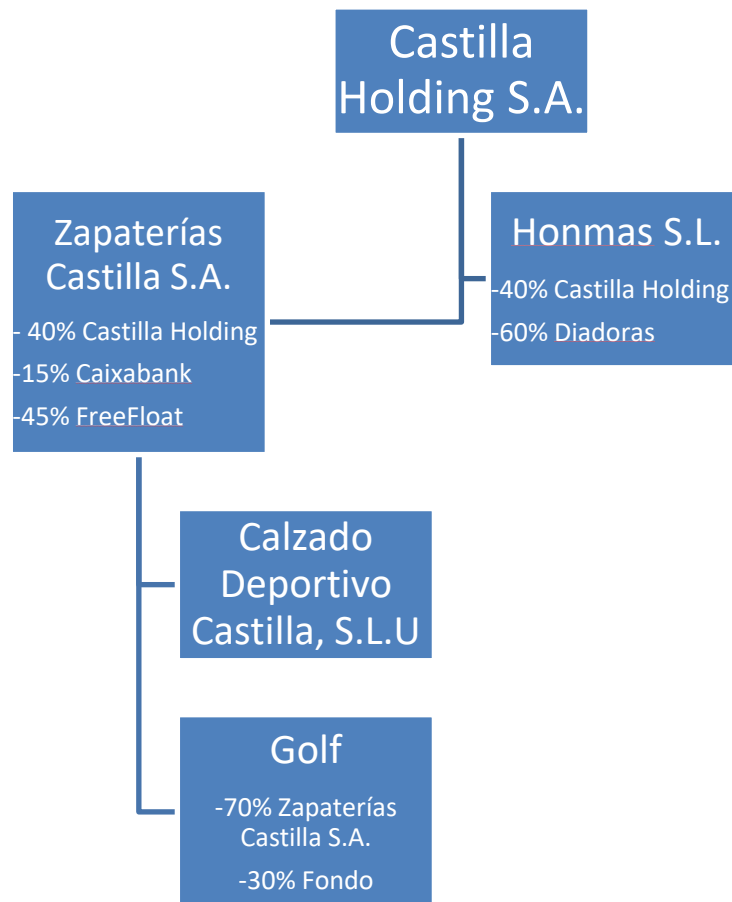 Castilla
Holding S.A.
Zapaterías
Castilla S.A.
- 40% Castilla Holding
-15% Caixabank
-45% FreeFloat
Honmas S.L.
-40% Castilla Holding
-60% Diadoras
Calzado
Deportivo
Castilla, S.L.U
Golf
-70% Zapaterías
Castilla S.A.
-30% Fondo